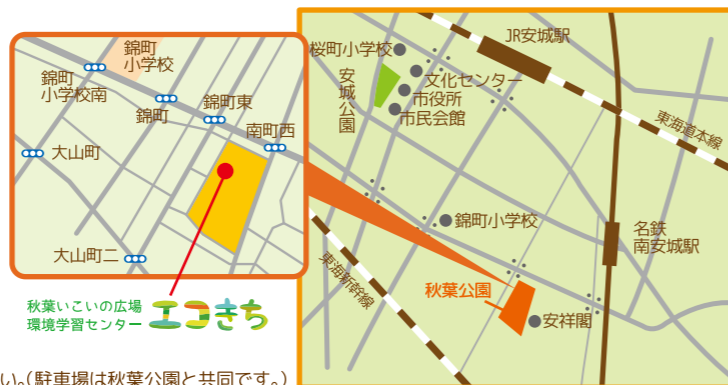 錦町
小学校
錦町
小学校南
錦町
錦町東
南町西
大山町
大山町二
秋葉いこいの広場
環境学習センター エコきち
い。(駐車場は秋葉公園と共同です。)
桜町小学校
JR安城駅
安城公園
文化センター
市役所
市民会館
東海道本線
錦町小学校
名鉄
南安城駅
東海新幹線
秋葉公園
安祥閣